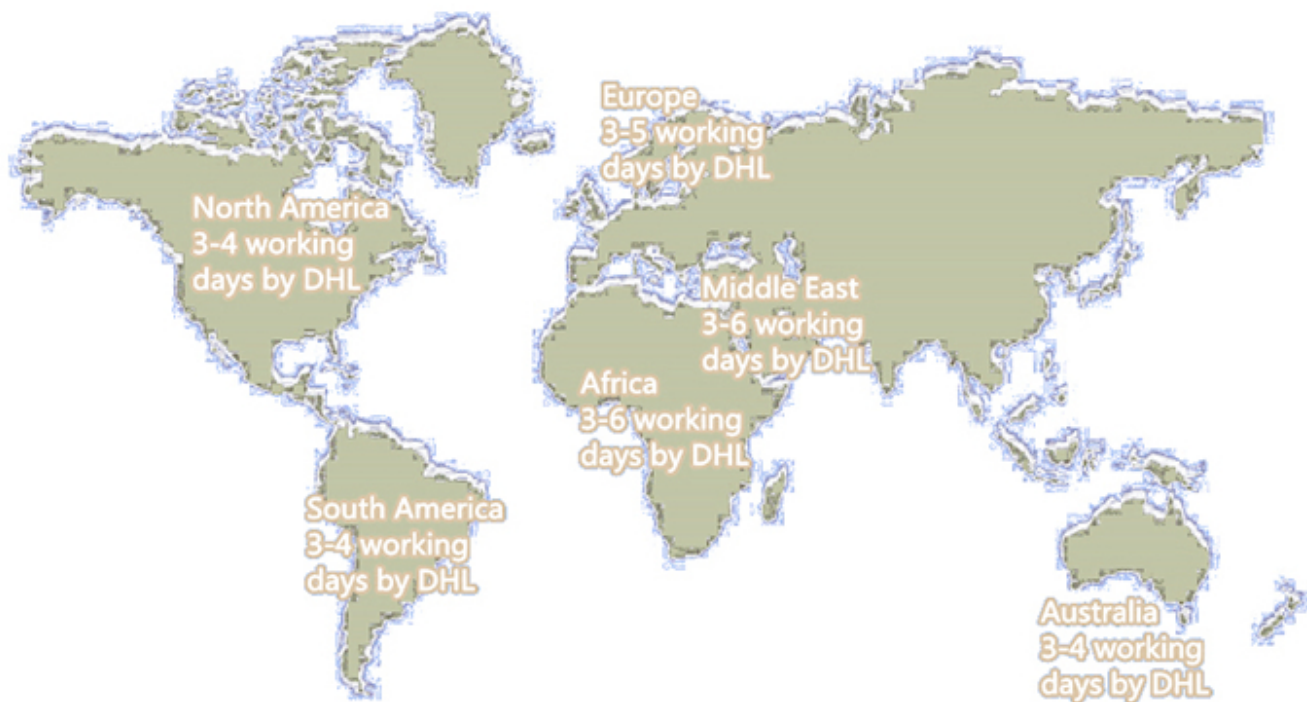 Europe
3-5 working
days by DHL
North America
3-4 working
days by DHL
Middle East
3-6 working
days by DHL
Africa
3-6 working
days by DHL
South America
3-4 working
days by DHL
Australia
3-4 working
days by DHL